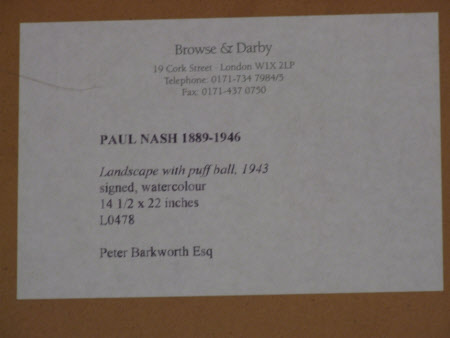 Browse & Darby
19 Cork Street · London W1X 2LP
Telephone: 0171-734 7984/5
Fax: 0171-437 0750
PAUL NASH 1889-1946
Landscape with puff ball, 1943
signed, watercolour
14 1/2 x 22 inches
L0478
Peter Barkworth Esq